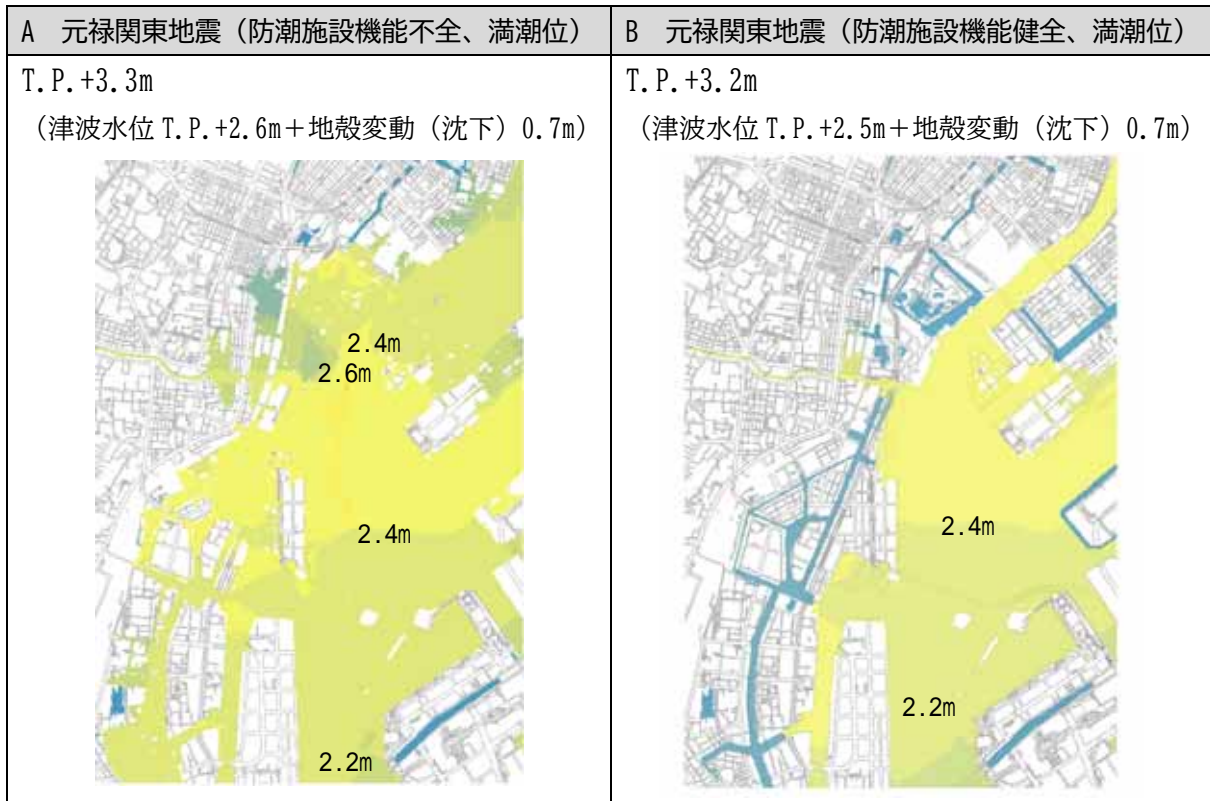 A 元禄関東地震（防潮施設機能不全、満潮位）
T.P.+3.3m
（津波水位 T.P.+2.6m＋地殻変動（沈下）0.7m）
2.4m
2.6m
2.4m
2.2m
B 元禄関東地震（防潮施設機能健全、満潮位）
T.P.+3.2m
（津波水位 T.P.+2.5m＋地殻変動（沈下）0.7m）
2.4m
2.2m